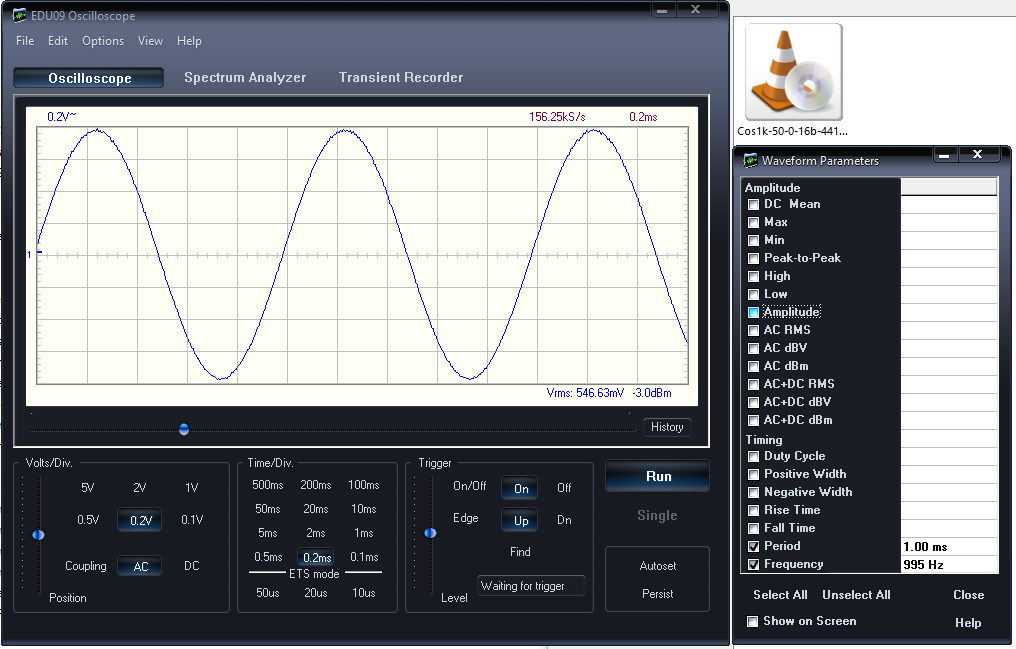 EDU09 Oscilloscope
File Edit Options View Help
Oscilloscope Spectrum Analyzer Transient Recorder
0.2V~ 156.25kS/s 0.2ms
1
Vrms: 546.63mV -3.0dBm
History
Volts/Div.
5V 2V 1V
0.5V 0.2V 0.1V
Coupling AC DC
Position
Time/Div.
500ms 200ms 100ms
50ms 20ms 10ms
5ms 2ms 1ms
0.5ms 0.2ms 0.1ms
ETS mode
50us 20us 10us
Trigger
On/Off On Off
Edge Up Dn
Find
Waiting for trigger
Level
Run
Single
Autoset
Persist
Cos1k-50-0-16b-441...
Waveform Parameters
Amplitude
DC Mean
Max
Min
Peak-to-Peak
High
Low
Amplitude
AC RMS
AC dBV
AC dBm
AC+DC RMS
AC+DC dBV
AC+DC dBm
Timing
Duty Cycle
Positive Width
Negative Width
Rise Time
Fall Time
Period 1.00 ms
Frequency 995 Hz
Select All Unselect All Close
Show on Screen Help